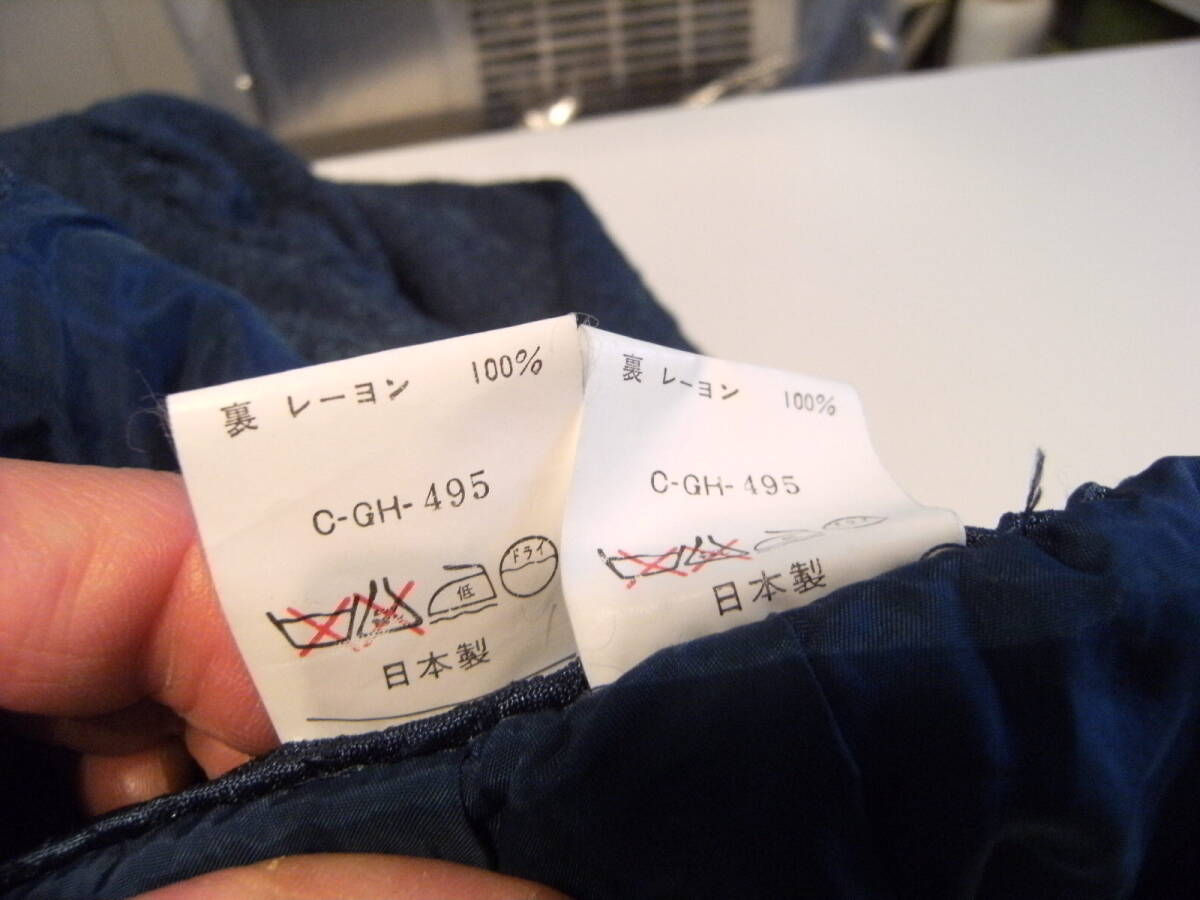 裏 レーヨン 100%
C-GH-495
低 ドライ
日本製
裏 レーヨン 100%
C-GH-495
日本製